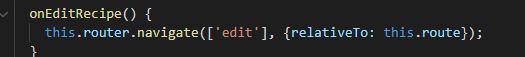 onEditRecipe() {
  this.router.navigate(['edit'], {relativeTo: this.route});
}